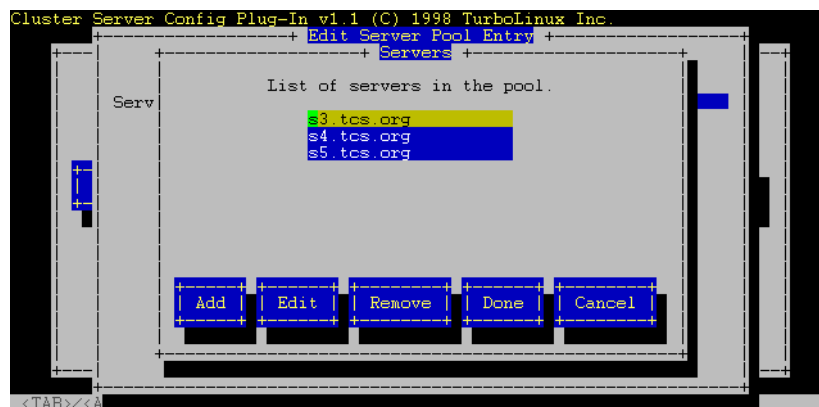 Cluster Server Config Plug-In v1.1 (C) 1998 TurboLinux Inc.
Edit Server Pool Entry
Servers
List of servers in the pool.
Serv
s3.tcs.org
s4.tcs.org
s5.tcs.org
Add Edit Remove Done Cancel
<TAB>/<A